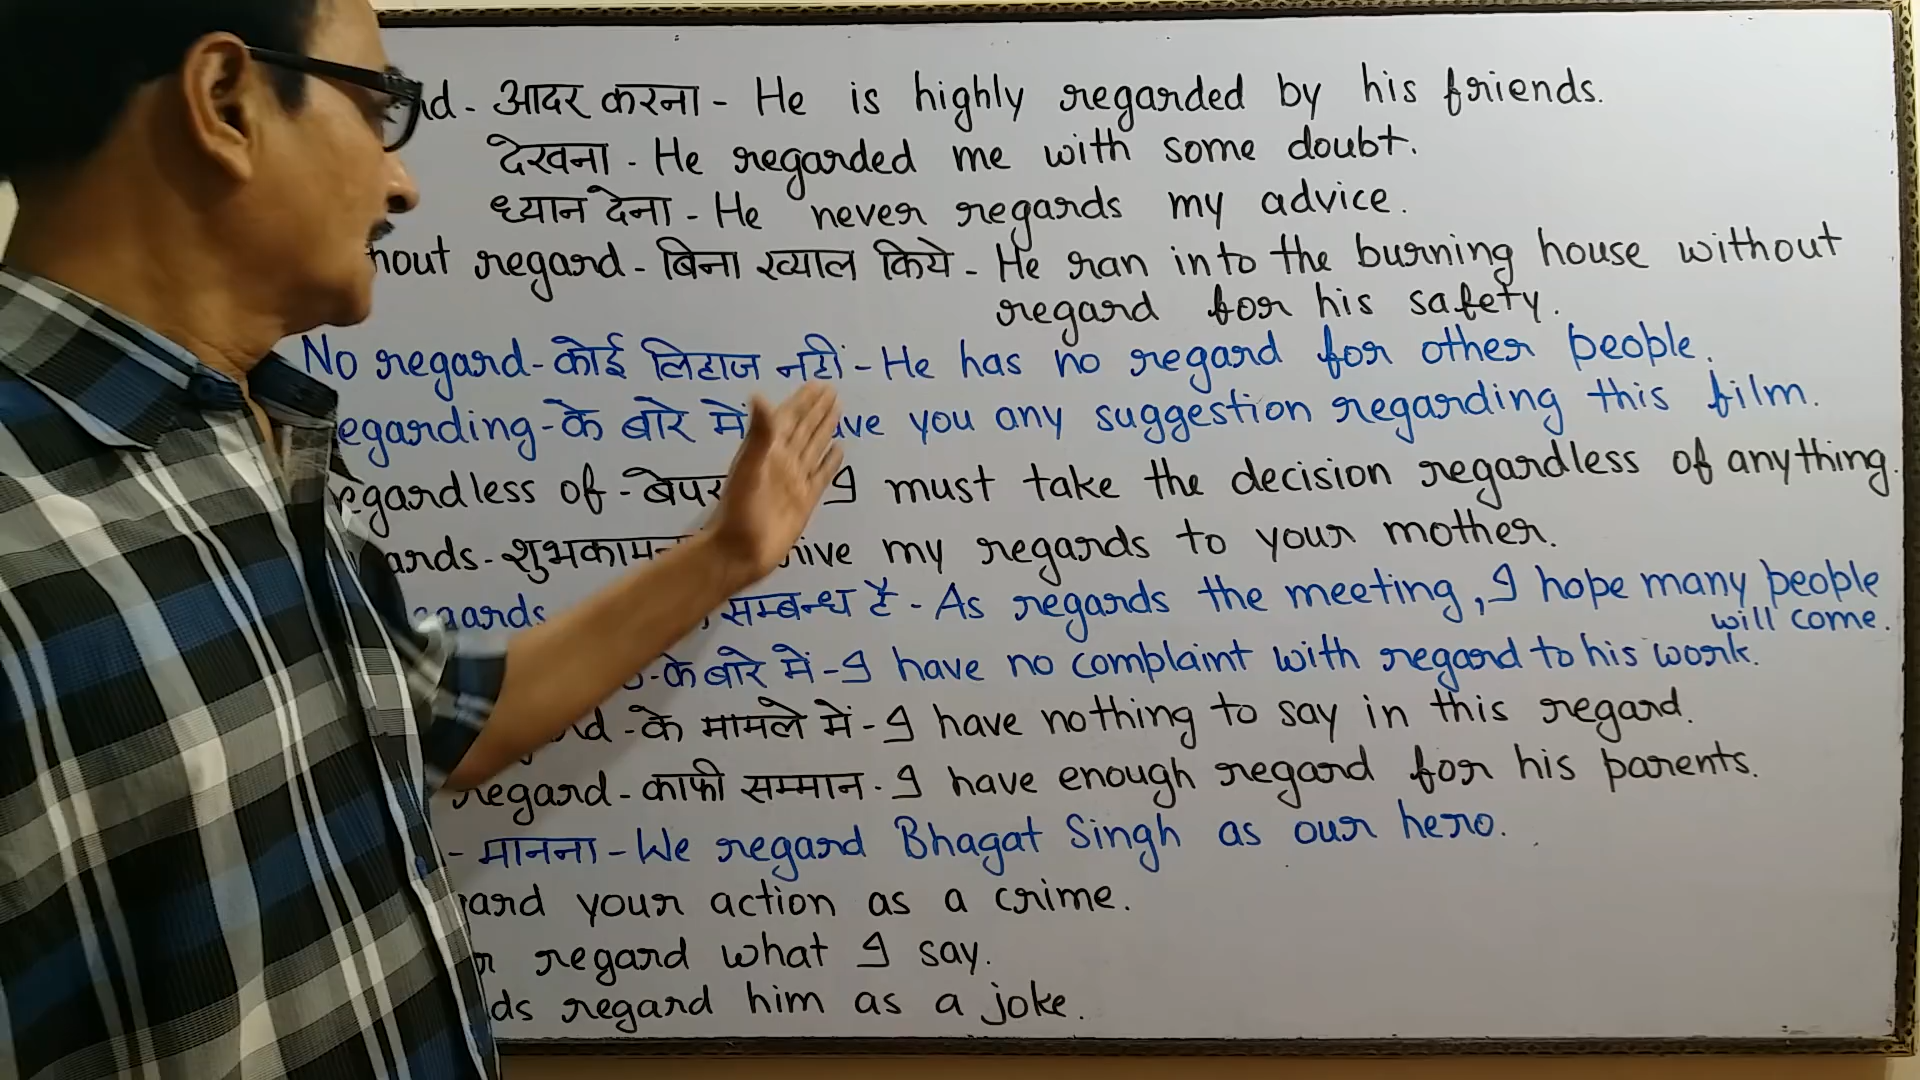 आदर करना - He is highly regarded by his friends.
देखना - He regarded me with some doubt.
ध्यान देना - He never regards my advice.
regard - बिना ख्याल किये - He ran into the burning house without
regard for his safety.
No regard - कोई लिहाज नहीं - He has no regard for other people.
egarding - के बारे में you any suggestion regarding this film.
egardless of - I must take the decision regardless of anything.
my regards to your mother.
सम्बन्ध है - As regards the meeting, I hope many people
will come.
- के बारे में - I have no complaint with regard to his work.
- के मामले में - I have nothing to say in this regard.
regard - काफी सम्मान - I have enough regard for his parents.
- मानना - We regard Bhagat Singh as our hero.
your action as a crime.
regard what I say.
regard him as a joke.